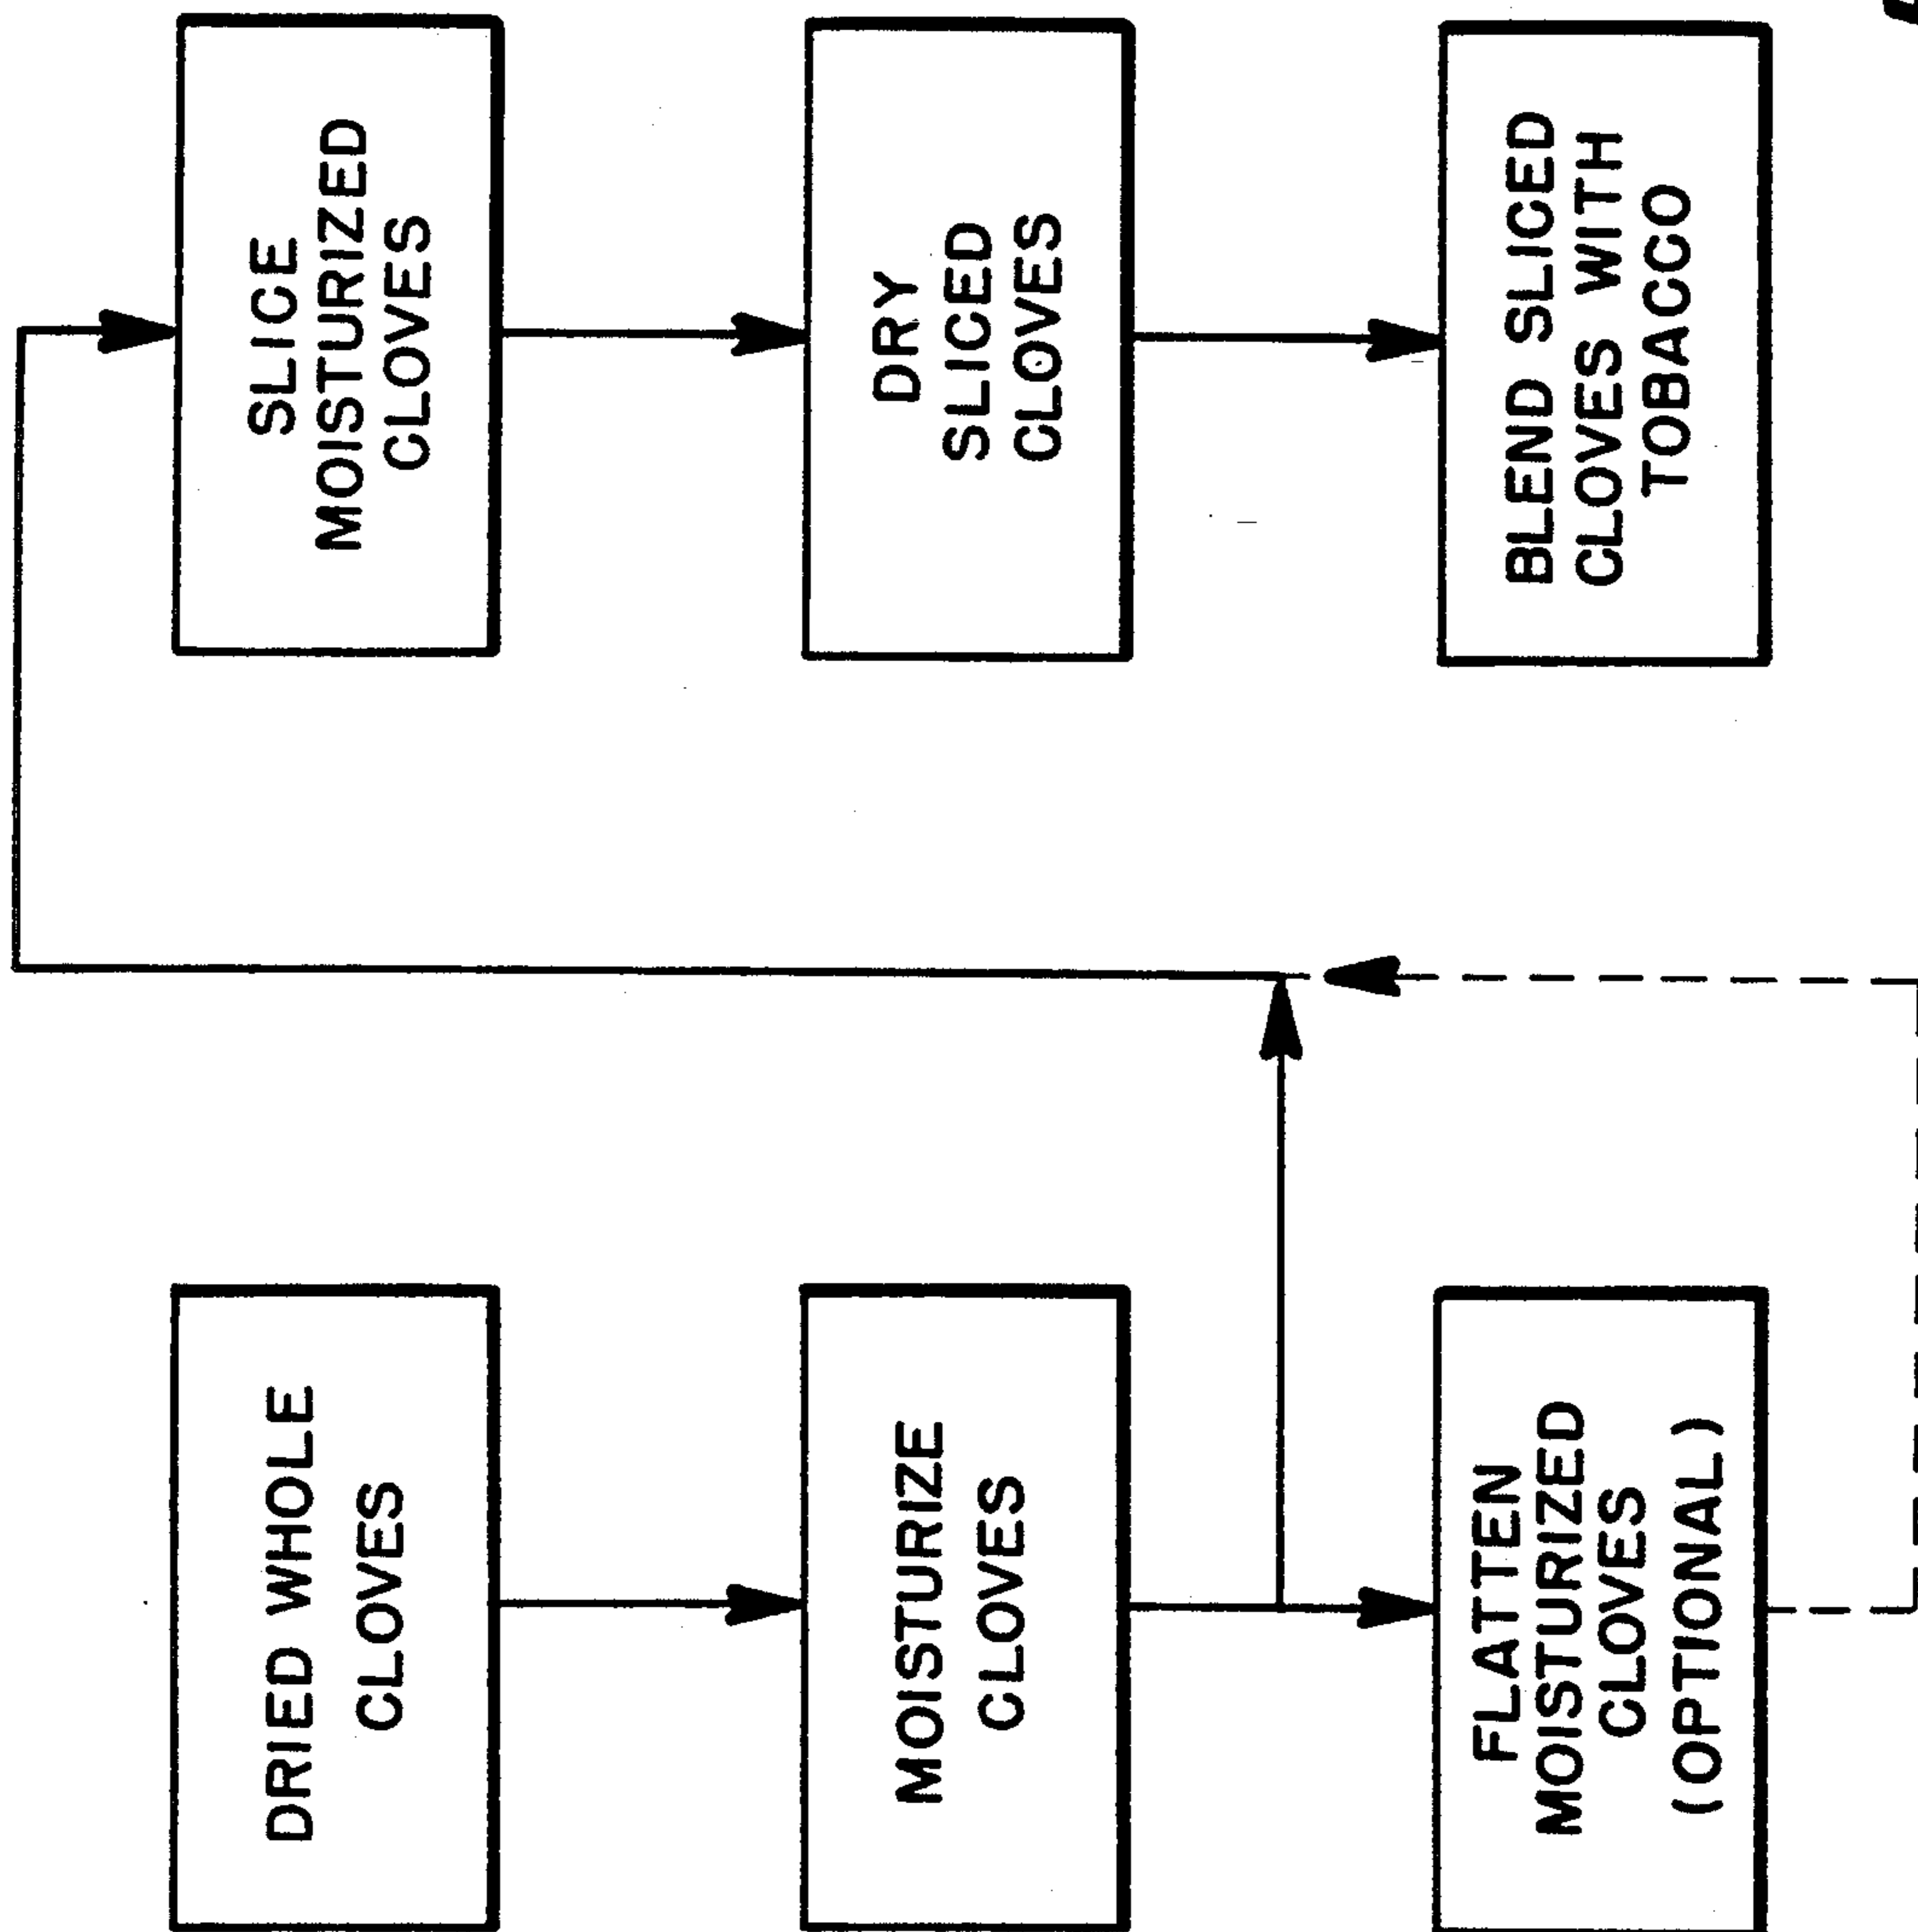 DRIED WHOLE
CLOVES
MOISTURIZE
CLOVES
FLATTEN
MOISTURIZED
CLOVES
(OPTIONAL)
SLICE
MOISTURIZED
CLOVES
DRY
SLICED
CLOVES
BLEND SLICED
CLOVES WITH
TOBACCO